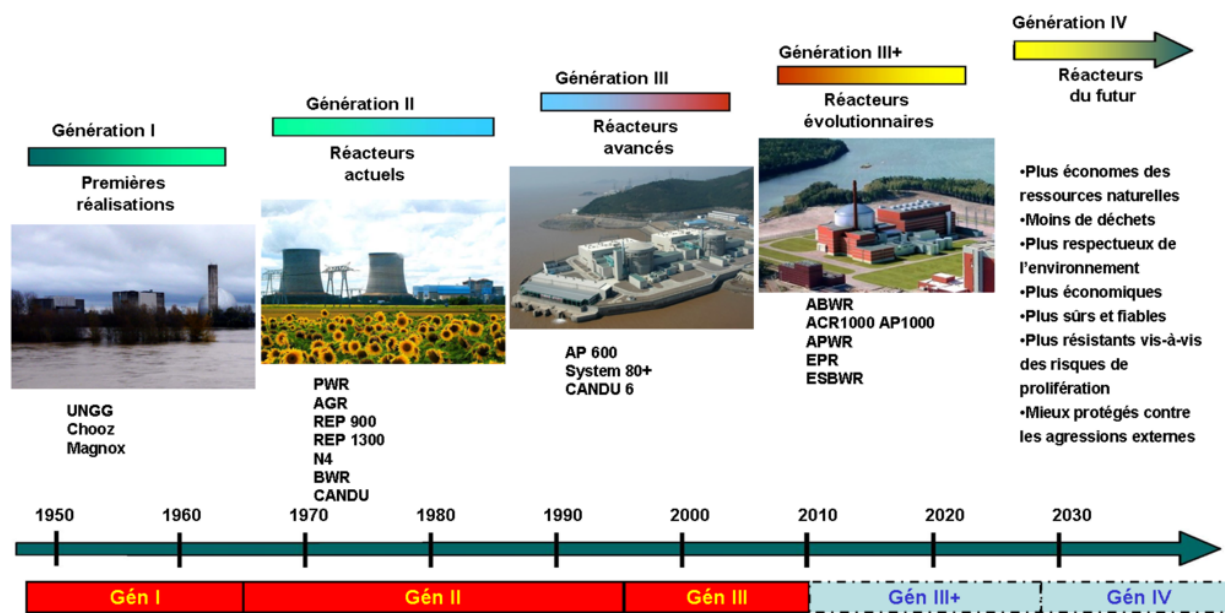 Génération I
Premières
réalisations
UNGG
Chooz
Magnox
Génération II
Réacteurs
actuels
PWR
AGR
REP 900
REP 1300
N4
BWR
CANDU
Génération III
Réacteurs
avancés
AP 600
System 80+
CANDU 6
Génération III+
Réacteurs
évolutionnaires
ABWR
ACR1000 AP1000
APWR
EPR
ESBWR
Génération IV
Réacteurs
du futur
•Plus économes des
ressources naturelles
•Moins de déchets
•Plus respectueux de
l'environnement
•Plus économiques
•Plus sûrs et fiables
•Plus résistants vis-à-vis
des risques de
prolifération
•Mieux protégés contre
les agressions externes
1950 1960 1970 1980 1990 2000 2010 2020 2030
Gén I Gén II Gén III Gén III+ Gén IV